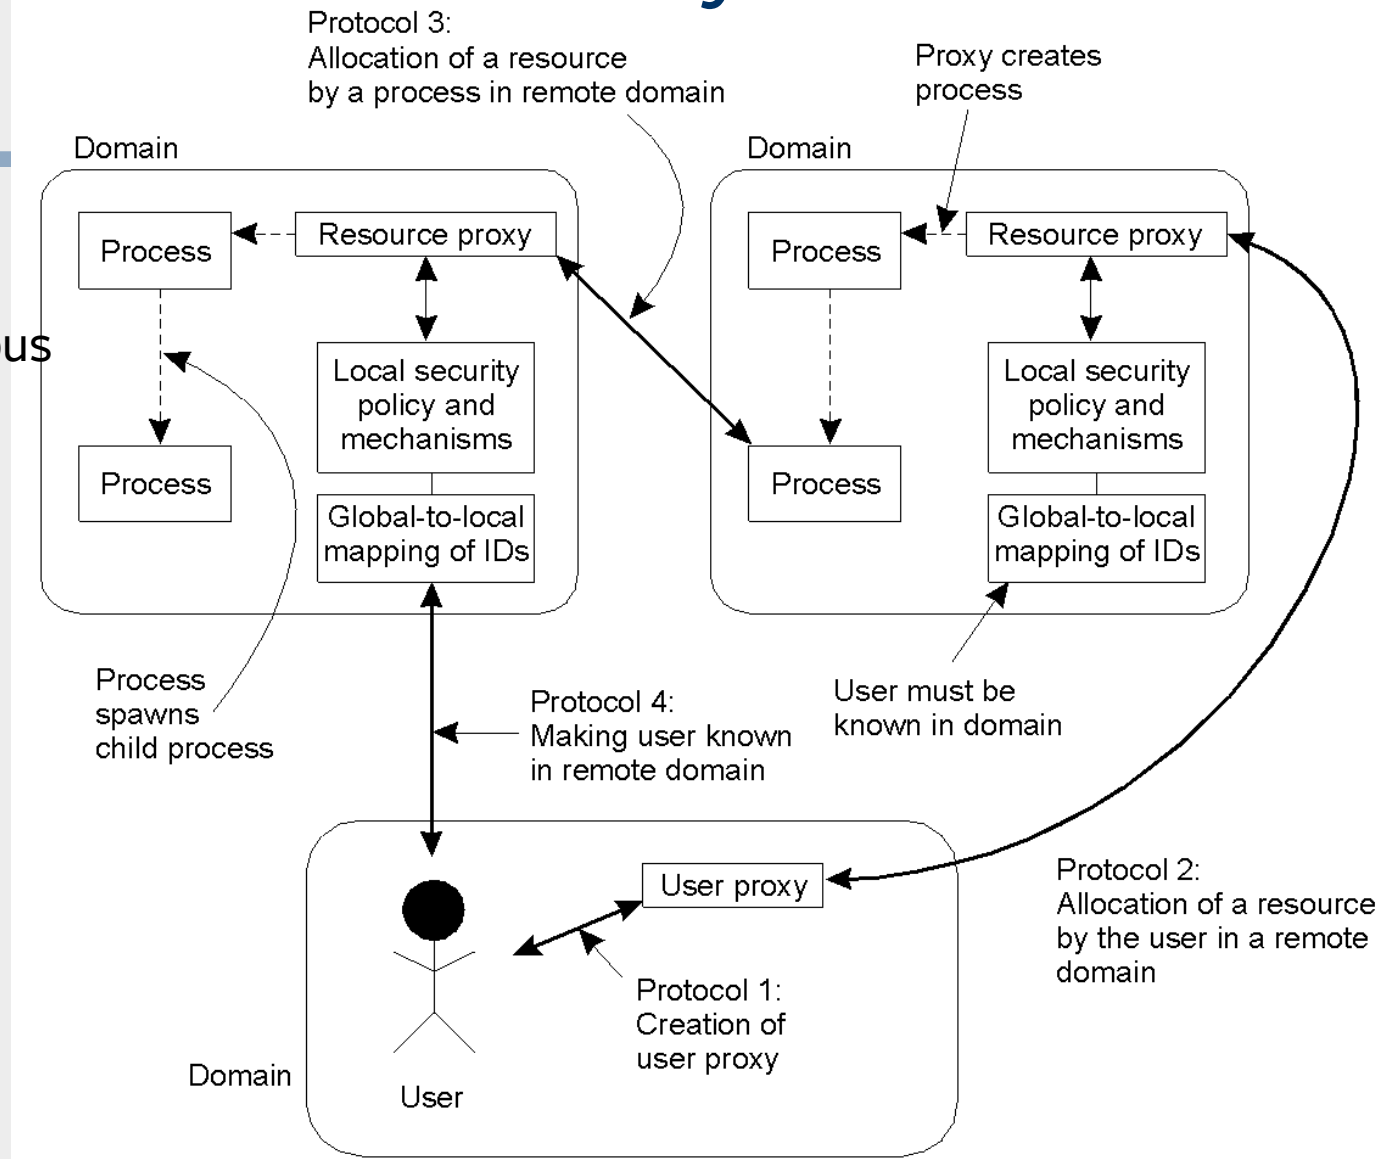 Protocol 3:
Allocation of a resource
by a process in remote domain
Proxy creates
process
Domain
Process
Resource proxy
Local security
policy and
mechanisms
Process
Global-to-local
mapping of IDs
Domain
Process
Resource proxy
Local security
policy and
mechanisms
Process
Global-to-local
mapping of IDs
Process
spawns
child process
Protocol 4:
Making user known
in remote domain
User must be
known in domain
User proxy
Protocol 1:
Creation of
user proxy
User
Domain
Protocol 2:
Allocation of a resource
by the user in a remote
domain